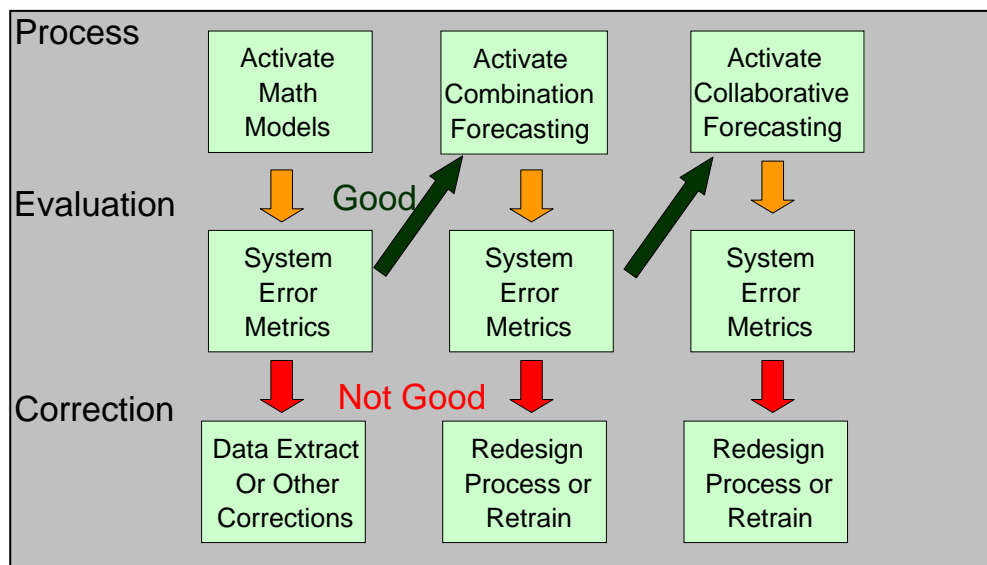 Process
Activate
Math
Models
Activate
Combination
Forecasting
Activate
Collaborative
Forecasting
Good
Evaluation
System
Error
Metrics
System
Error
Metrics
System
Error
Metrics
Not Good
Correction
Data Extract
Or Other
Corrections
Redesign
Process or
Retrain
Redesign
Process or
Retrain